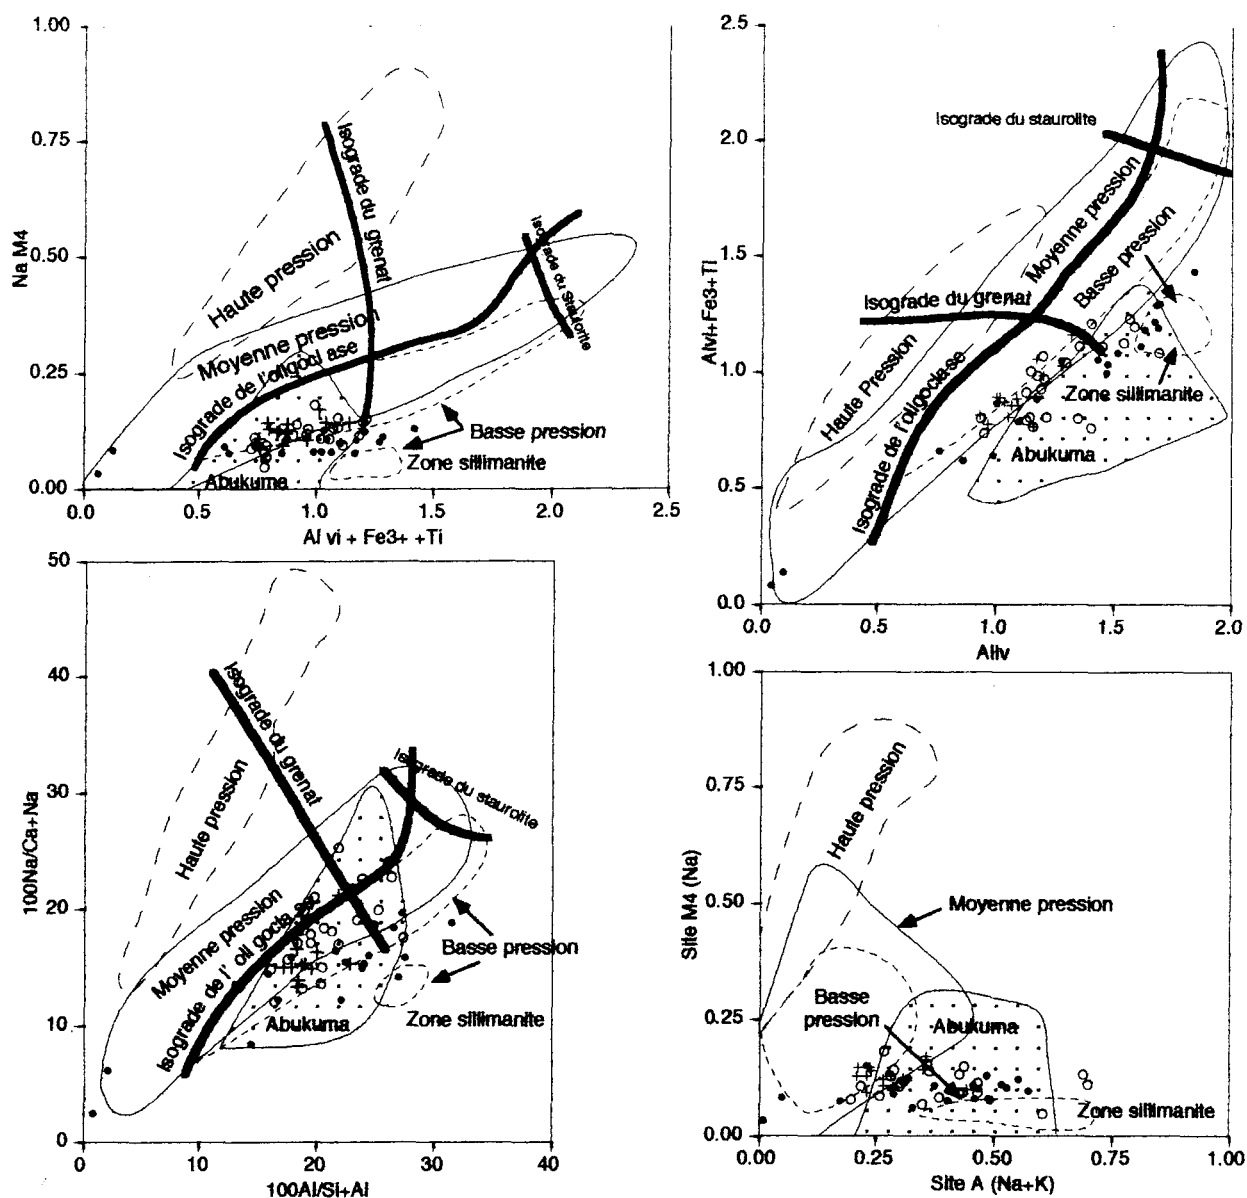 1.00
0.75
0.50
0.25
0.00
Na M4
Isograde du grenat
Haute pression
Moyenne pression
Isograde de l'oligocl ase
Isograde du Staurolite
Basse pression
Zone sillimanite
Abukuma
0.0
0.5
1.0
1.5
2.0
2.5
Al vi + Fe3+ +Ti
2.5
2.0
1.5
1.0
0.5
0.0
Alvi+Fe3+Ti
Isograde du staurolite
Moyenne pression
Basse pression
Isograde du grenat
Haute Pression
Isograde de l'oligocla-se
Zone sillimanite
Abukuma
0.0
0.5
1.0
1.5
2.0
Aliv
50
40
30
20
10
0
100Na/Ca+Na
Isograde du grenat
Haute pression
Isograde du staurolite
Moyenne pression
Isograde de l' oli gocla se
Basse pression
Abukuma
Zone sillimanite
0
10
20
30
40
100Al/Si+Al
1.00
0.75
0.50
0.25
0.00
Site M4 (Na)
Haute pression
Moyenne pression
Basse
pression
Abukuma
Zone sillimanite
0.00
0.25
0.50
0.75
1.00
Site A (Na+K)